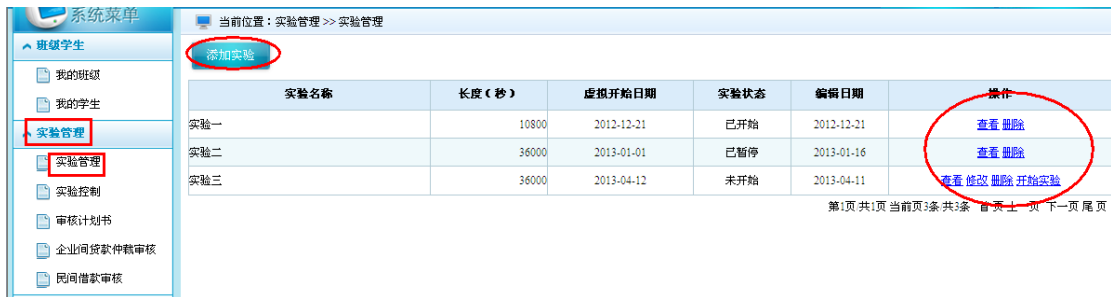 系统菜单
班级学生
我的班级
我的学生
实验管理
实验管理
实验控制
审核计划书
企业间贷款仲裁审核
民间借款审核
当前位置：实验管理 >> 实验管理
添加实验
实验名称 长度(秒) 虚拟开始日期 实验状态 编辑日期 操作
实验一 10800 2012-12-21 已开始 2012-12-21 查看 删除
实验二 36000 2013-01-01 已暂停 2013-01-16 查看 删除
实验三 36000 2013-04-12 未开始 2013-04-11 查看 修改 删除 开始实验
第1页 共1页 当前页3条 共3条 首页 上一页 下一页 尾页